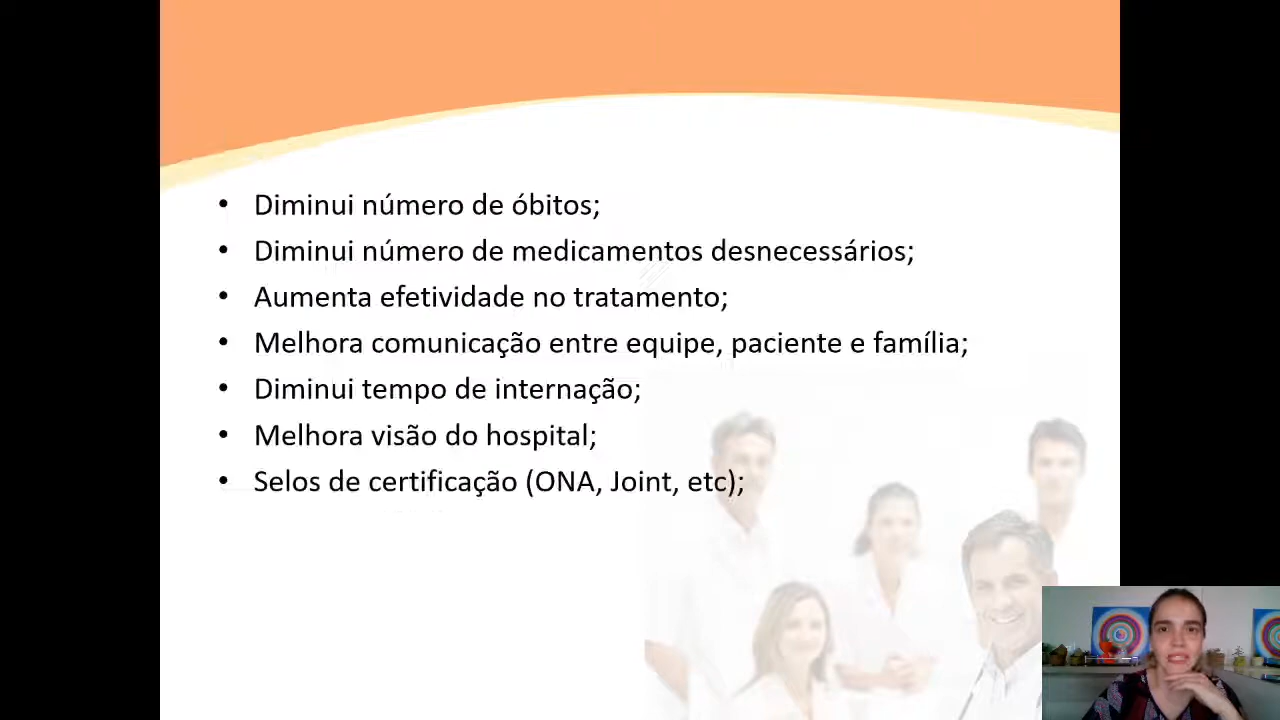 • Diminui número de óbitos;
• Diminui número de medicamentos desnecessários;
• Aumenta efetividade no tratamento;
• Melhora comunicação entre equipe, paciente e família;
• Diminui tempo de internação;
• Melhora visão do hospital;
• Selos de certificação (ONA, Joint, etc);